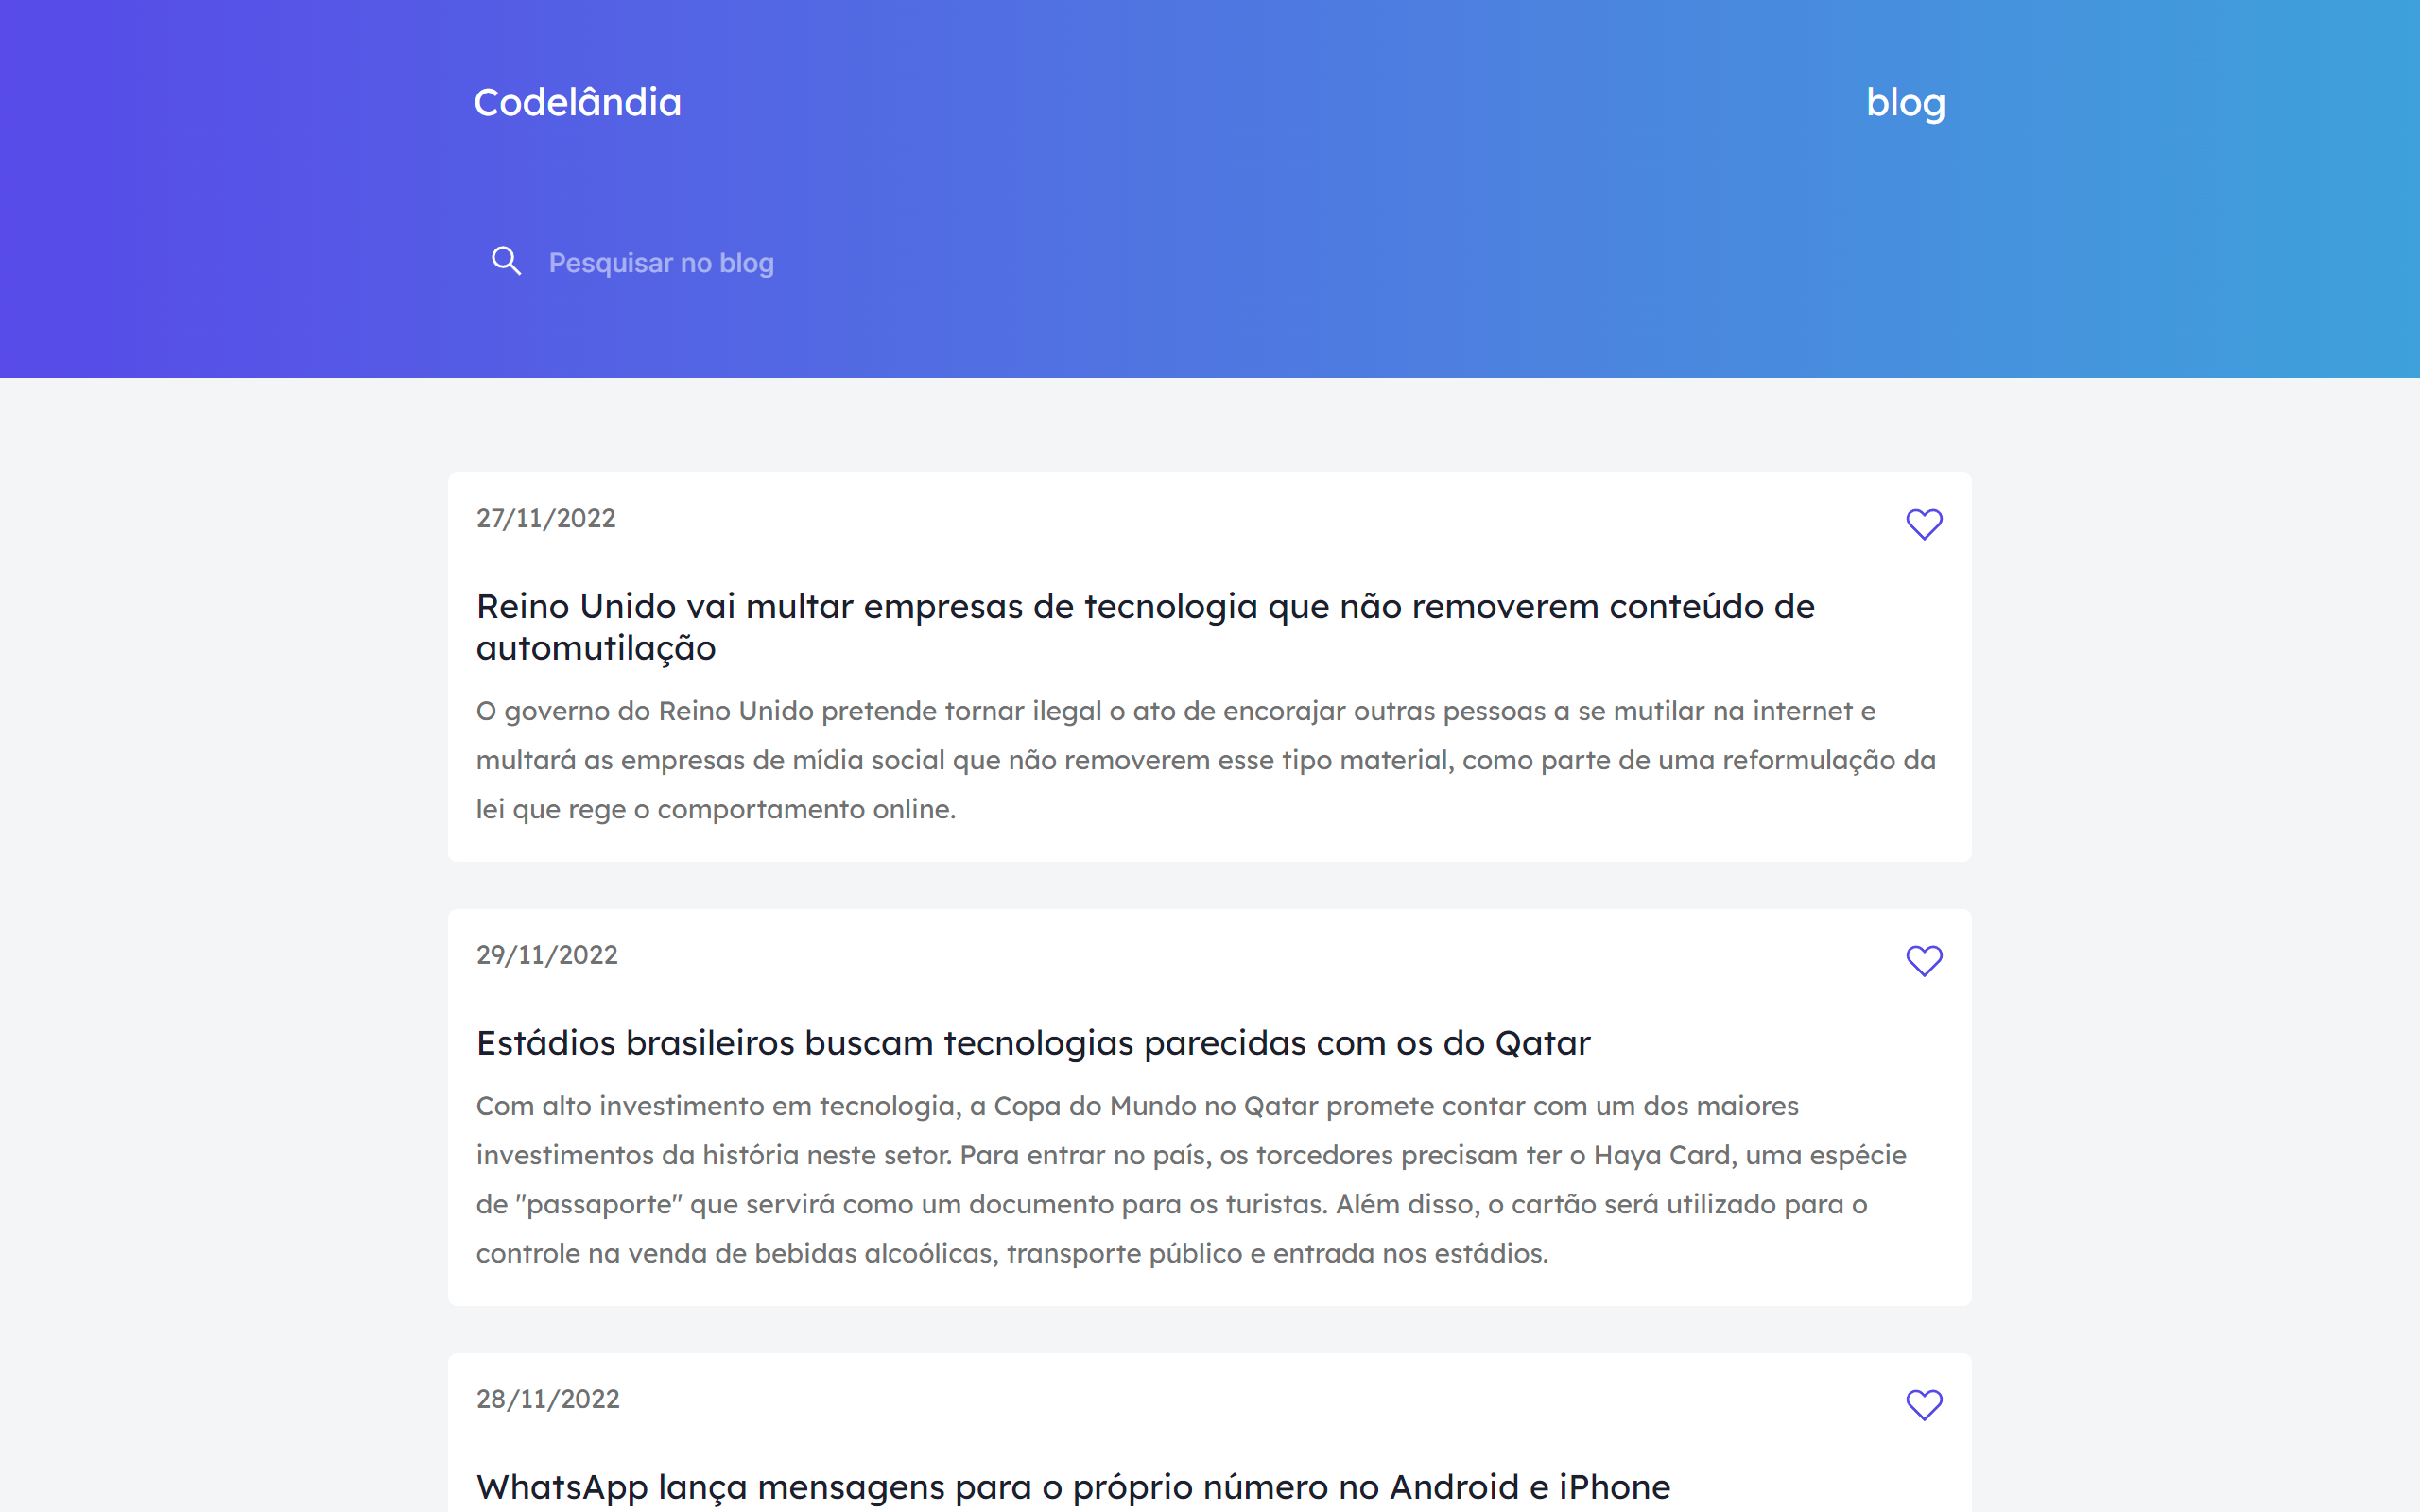 Codelândia
blog
Pesquisar no blog
27/11/2022
Reino Unido vai multar empresas de tecnologia que não removerem conteúdo de
automutilação
O governo do Reino Unido pretende tornar ilegal o ato de encorajar outras pessoas a se mutilar na internet e
multará as empresas de mídia social que não removerem esse tipo material, como parte de uma reformulação da
lei que rege o comportamento online.
29/11/2022
Estádios brasileiros buscam tecnologias parecidas com os do Qatar
Com alto investimento em tecnologia, a Copa do Mundo no Qatar promete contar com um dos maiores
investimentos da história neste setor. Para entrar no país, os torcedores precisam ter o Haya Card, uma espécie
de "passaporte" que servirá como um documento para os turistas. Além disso, o cartão será utilizado para o
controle na venda de bebidas alcoólicas, transporte público e entrada nos estádios.
28/11/2022
WhatsApp lança mensagens para o próprio número no Android e iPhone